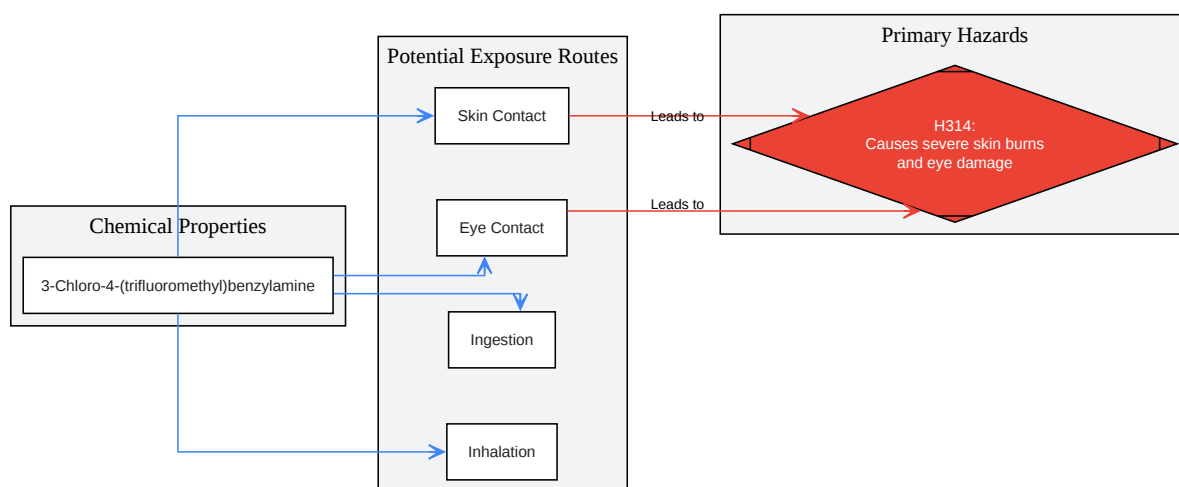 Primary Hazards
Potential Exposure Routes
Skin Contact
Leads to
H314:
Causes severe skin burns
and eye damage
Eye Contact
Leads to
Chemical Properties
3-Chloro-4-(trifluoromethyl)benzylamine
Ingestion
Inhalation